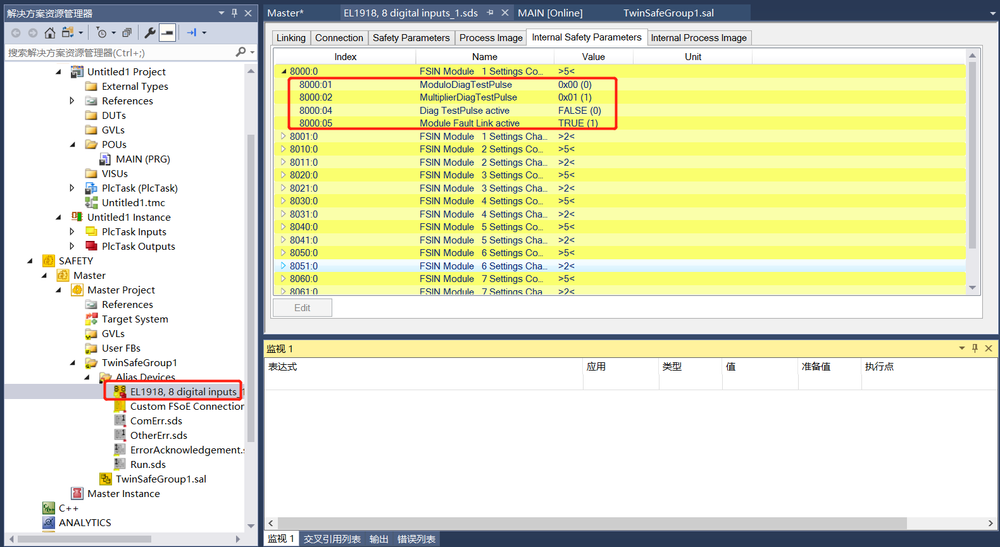 解决方案资源管理器
搜索解决方案资源管理器(Ctrl+;)
Untitled1 Project
External Types
References
DUTs
GVLs
POUs
MAIN (PRG)
VISUs
PlcTask (PlcTask)
Untitled1.tmc
Untitled1 Instance
PlcTask Inputs
PlcTask Outputs
SAFETY
Master
Master Project
References
Target System
GVLs
User FBs
TwinSafeGroup1
Alias Devices
EL1918, 8 digital inputs_1
Custom FSoE Connection
ComErr.sds
OtherErr.sds
ErrorAcknowledgement.s
Run.sds
TwinSafeGroup1.sal
Master Instance
C++
ANALYTICS
Master* EL1918, 8 digital inputs_1.sds MAIN [Online] TwinSafeGroup1.sal
Linking Connection Safety Parameters Process Image Internal Safety Parameters Internal Process Image
Index Name Value Unit
8000:0 FSIN Module 1 Settings Co... >5<
8000:01 ModuloDiagTestPulse 0x00 (0)
8000:02 MultiplierDiagTestPulse 0x01 (1)
8000:04 Diag TestPulse active FALSE (0)
8000:05 Module Fault Link active TRUE (1)
8001:0 FSIN Module 1 Settings Cha... >2<
8010:0 FSIN Module 2 Settings Co... >5<
8011:0 FSIN Module 2 Settings Cha... >2<
8020:0 FSIN Module 3 Settings Co... >5<
8021:0 FSIN Module 3 Settings Cha... >2<
8030:0 FSIN Module 4 Settings Co... >5<
8031:0 FSIN Module 4 Settings Cha... >2<
8040:0 FSIN Module 5 Settings Co... >5<
8041:0 FSIN Module 5 Settings Cha... >2<
8050:0 FSIN Module 6 Settings Co... >5<
8051:0 FSIN Module 6 Settings Cha... >2<
8060:0 FSIN Module 7 Settings Co... >5<
8061:0 FSIN Module 7 Settings Cha >2<
Edit
监视 1
表达式 应用 类型 值 准备值 执行点
监视 1 交叉引用列表 输出 错误列表